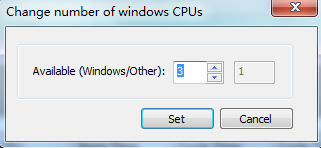 Change number of windows CPUs
Available (Windows/Other): 3 1
Set Cancel